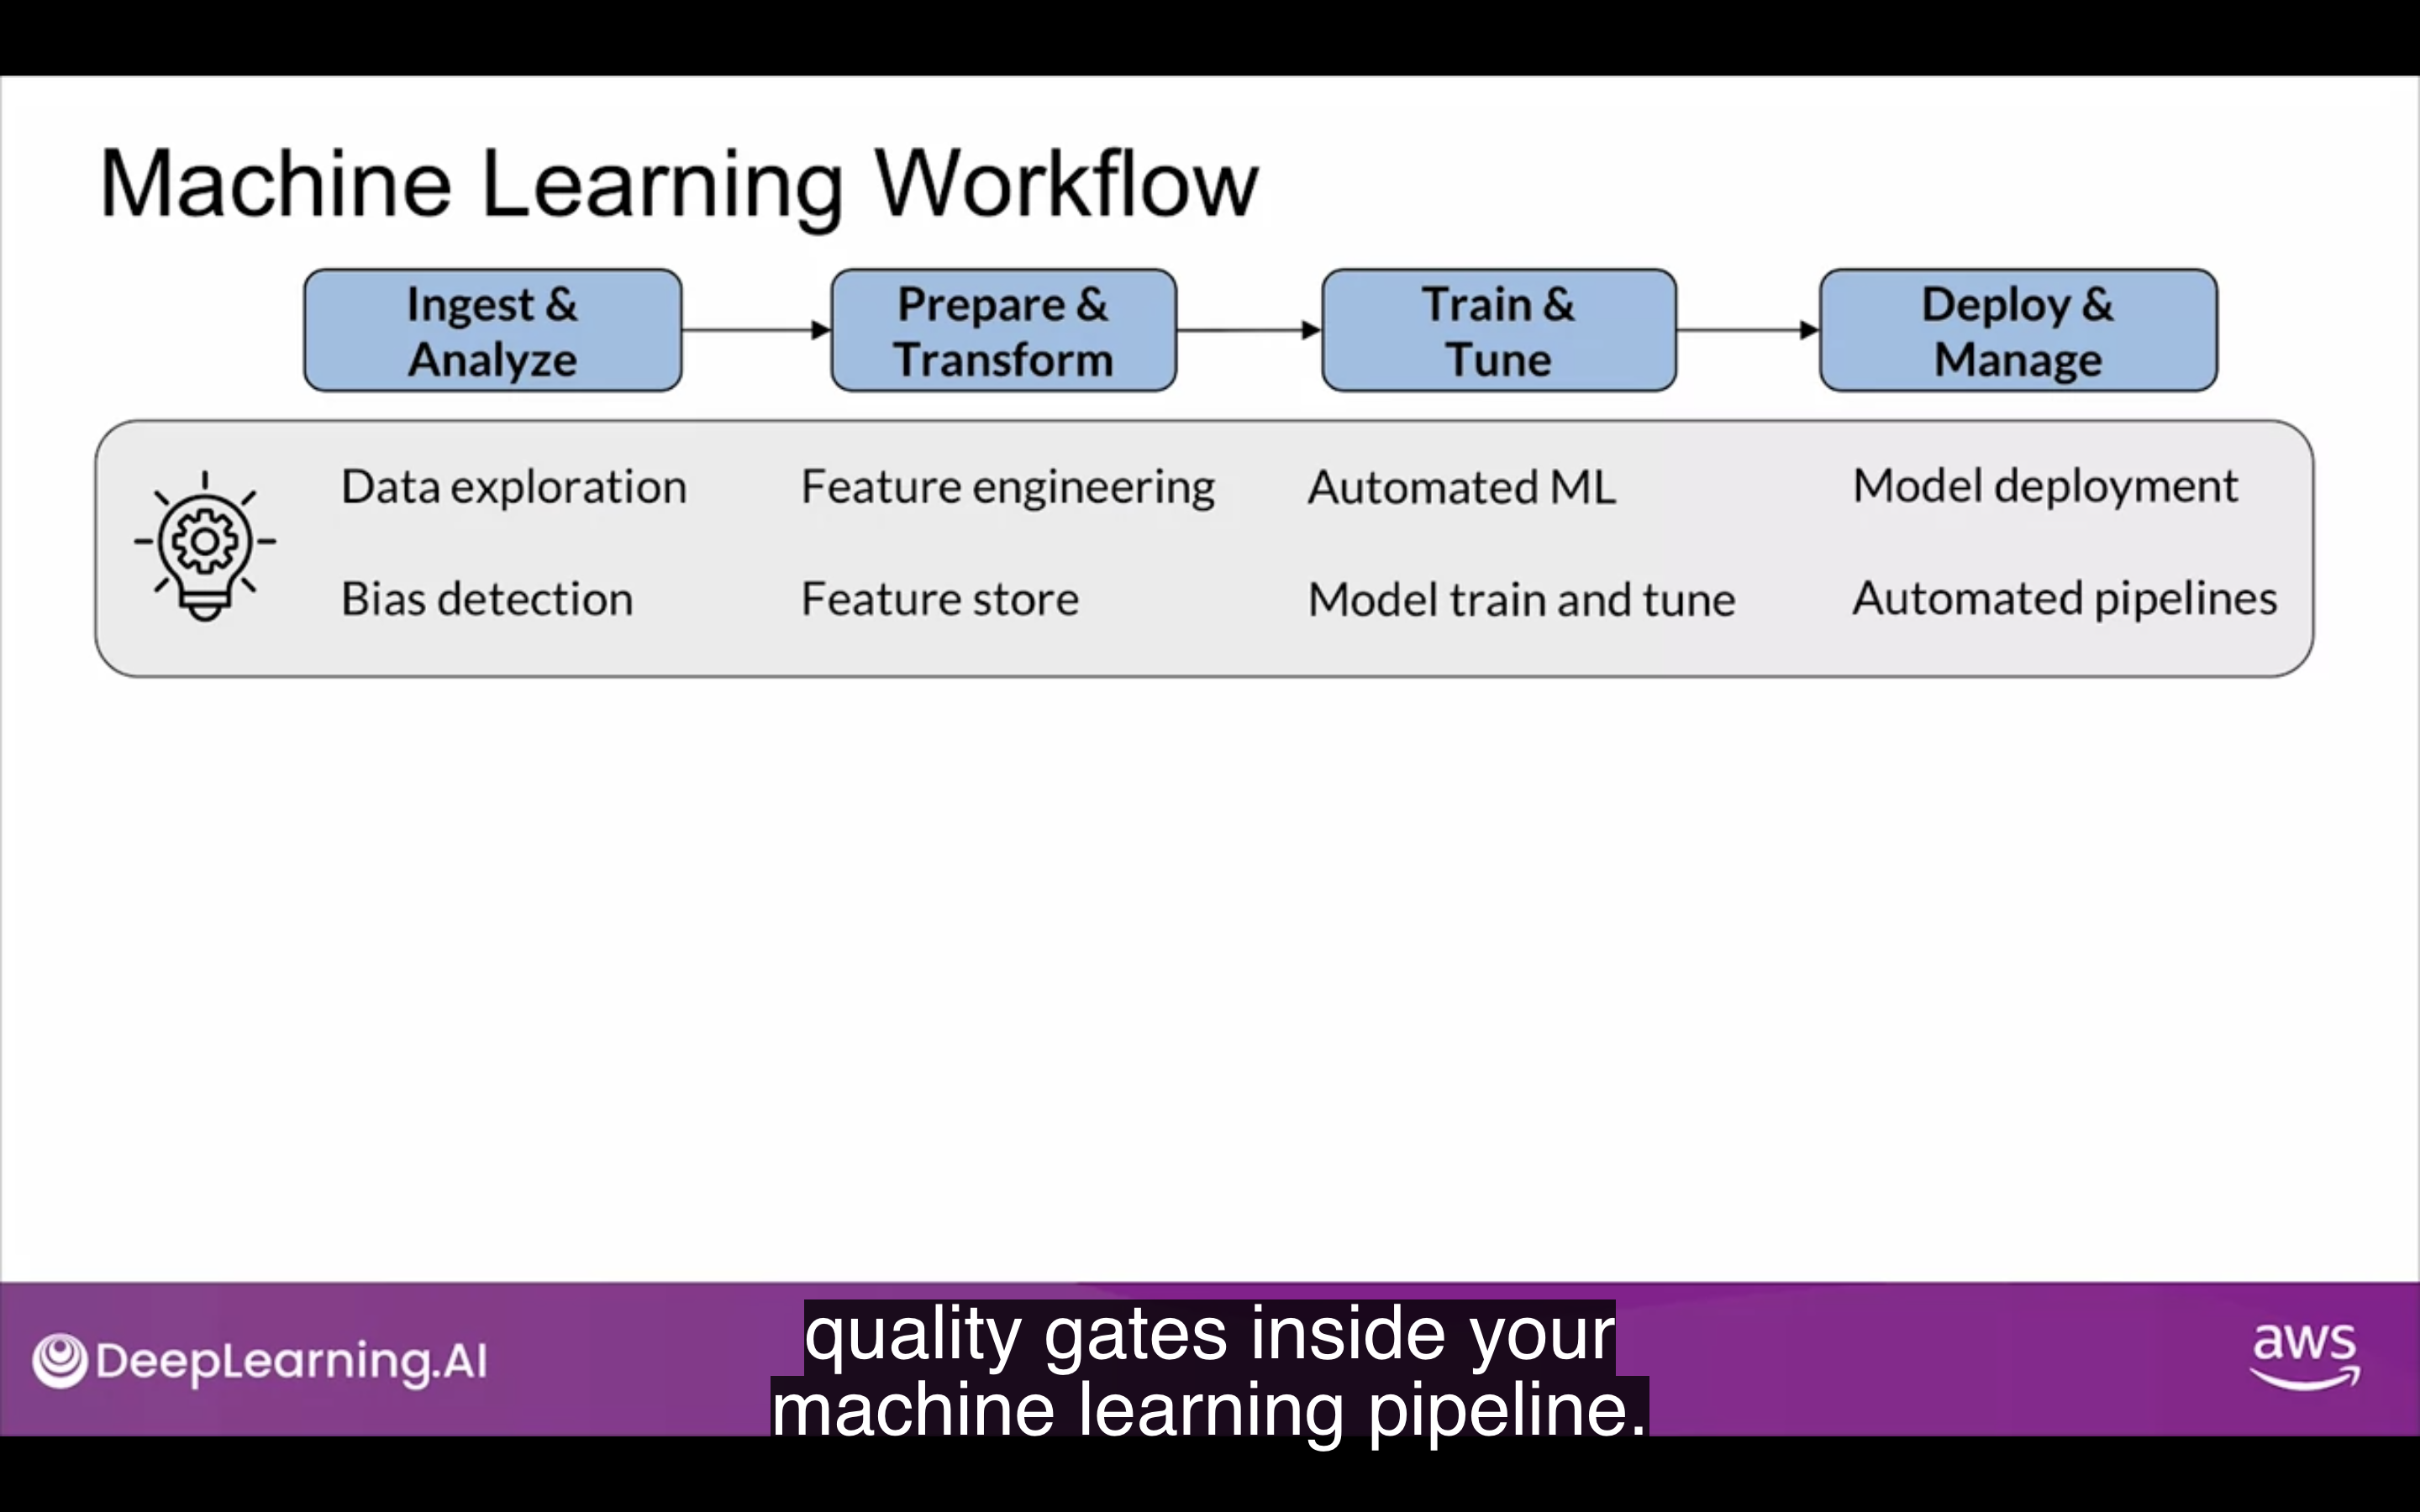 Machine Learning Workflow
Ingest &
Analyze
Prepare &
Transform
Train &
Tune
Deploy &
Manage
Data exploration
Feature engineering
Automated ML
Model deployment
Bias detection
Feature store
Model train and tune
Automated pipelines
DeepLearning.AI
quality gates inside your
machine learning pipeline.
aws